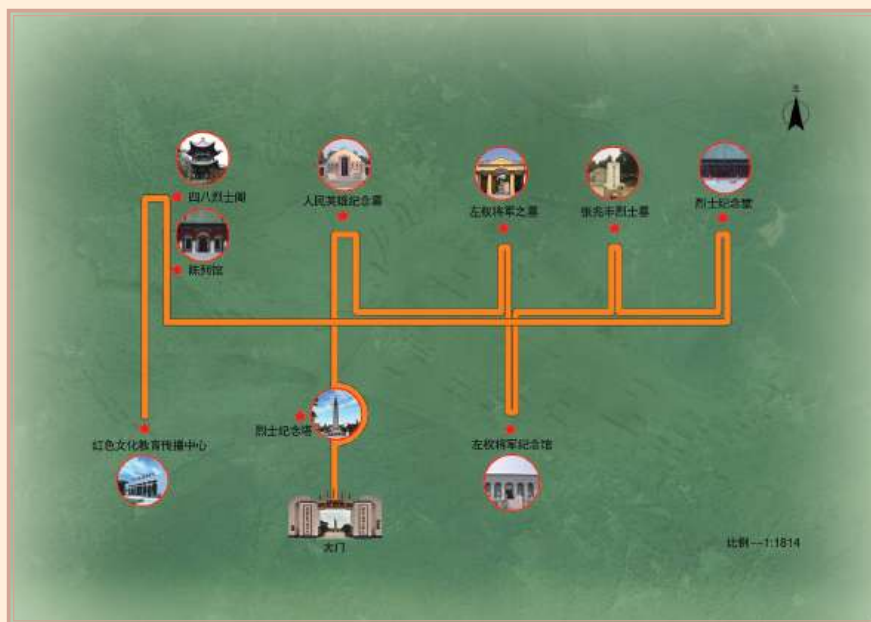 北
四八烈士阁
人民英雄纪念墓
左权将军之墓
张兆丰烈士墓
烈士纪念堂
陈列馆
烈士纪念塔
红色文化教育传播中心
左权将军纪念馆
大门
比例--1:1814